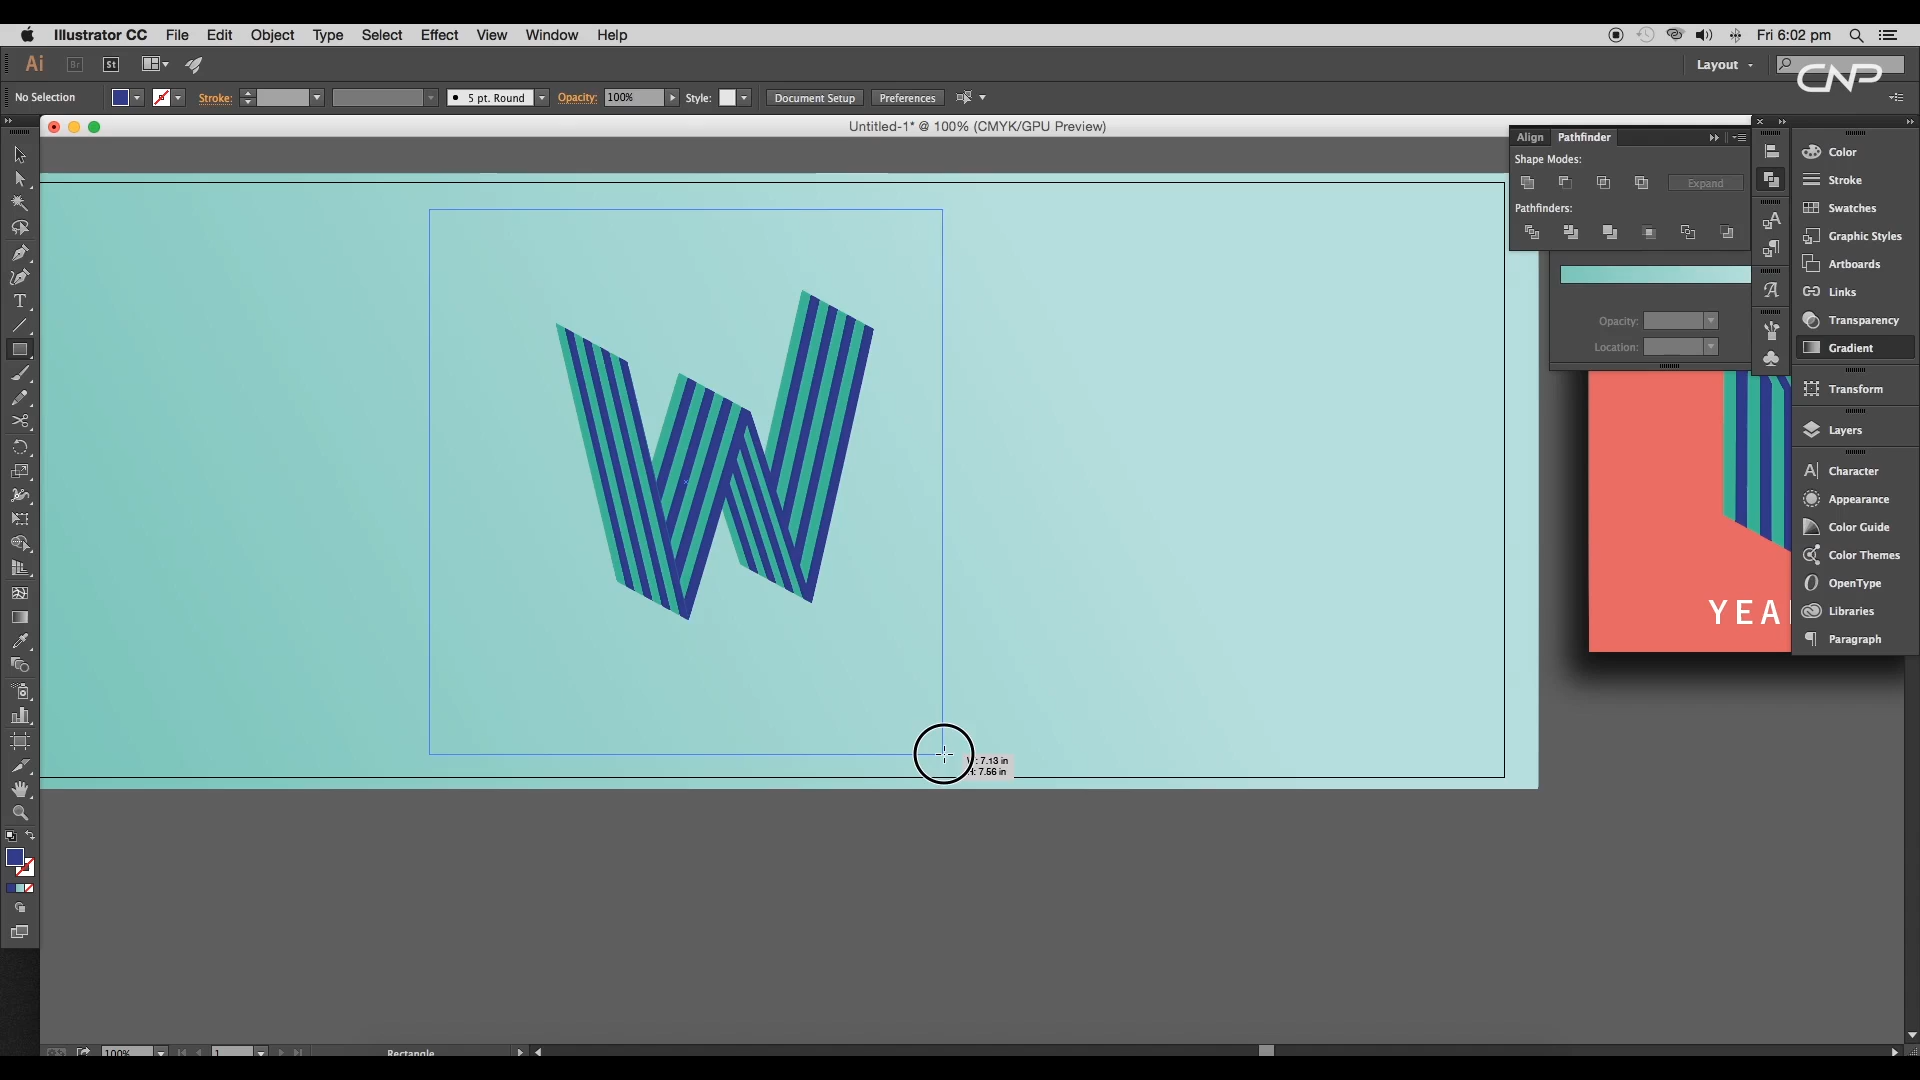 Illustrator CC File Edit Object Type Select Effect View Window Help Fri 6:02 pm
Ai Br St Layout
CNP
No Selection Stroke: 5 pt. Round Opacity: 100% Style: Document Setup Preferences
Untitled-1* @ 100% (CMYK/GPU Preview)
Align Pathfinder
Shape Modes:
Expand
Pathfinders:
Opacity:
Location:
Color
Stroke
Swatches
Graphic Styles
Artboards
Links
Transparency
Gradient
Transform
Layers
Character
Appearance
Color Guide
Color Themes
OpenType
Libraries
Paragraph
W
YEA
W: 7.13 in
H: 7.56 in
100% 1 Rectangle